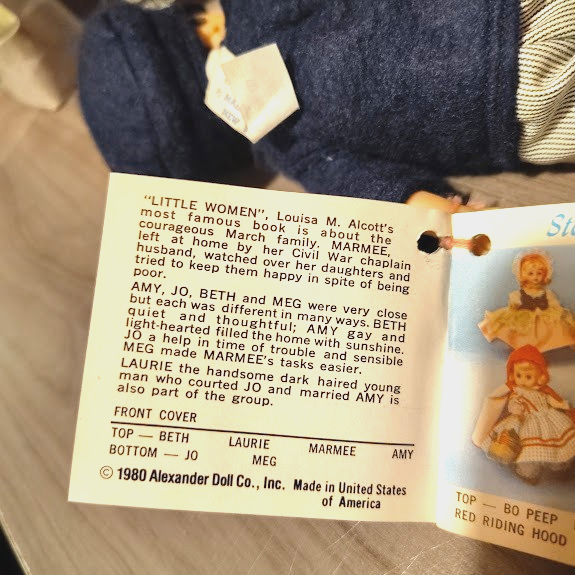 "LITTLE WOMEN", Louisa M. Alcott's
most famous book is about the
courageous March family. MARMEE,
left at home by her Civil War chaplain
husband, watched over her daughters and
tried to keep them happy in spite of being
poor.
AMY, JO, BETH and MEG were very close
but each was different in many ways. BETH
quiet and thoughtful; AMY gay and
light-hearted filled the home with sunshine.
JO a help in time of trouble and sensible
MEG made MARMEE's tasks easier.
LAURIE the handsome dark haired young
man who courted JO and married AMY is
also part of the group.
FRONT COVER
TOP — BETH LAURIE MARMEE AMY
BOTTOM — JO MEG
© 1980 Alexander Doll Co., Inc. Made in United States
of America
TOP — BO PEEP
RED RIDING HOOD